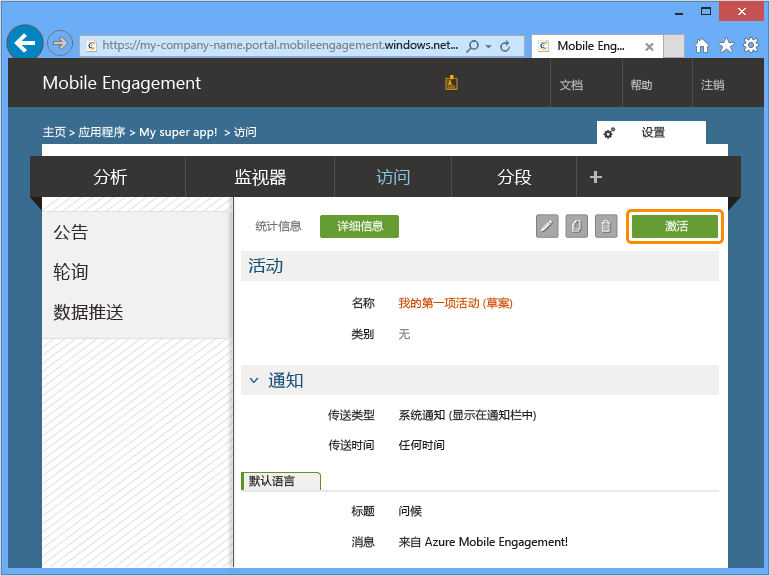 https://my-company-name.portal.mobileengagement.windows.net...
Mobile Eng...
Mobile Engagement
文档
帮助
注销
主页 > 应用程序 > My super app! > 访问
设置
分析
监视器
访问
分段
+
公告
轮询
数据推送
统计信息
详细信息
激活
活动
名称 我的第一项活动 (草案)
类别 无
通知
传送类型 系统通知 (显示在通知栏中)
传送时间 任何时间
默认语言
标题 问候
消息 来自 Azure Mobile Engagement!